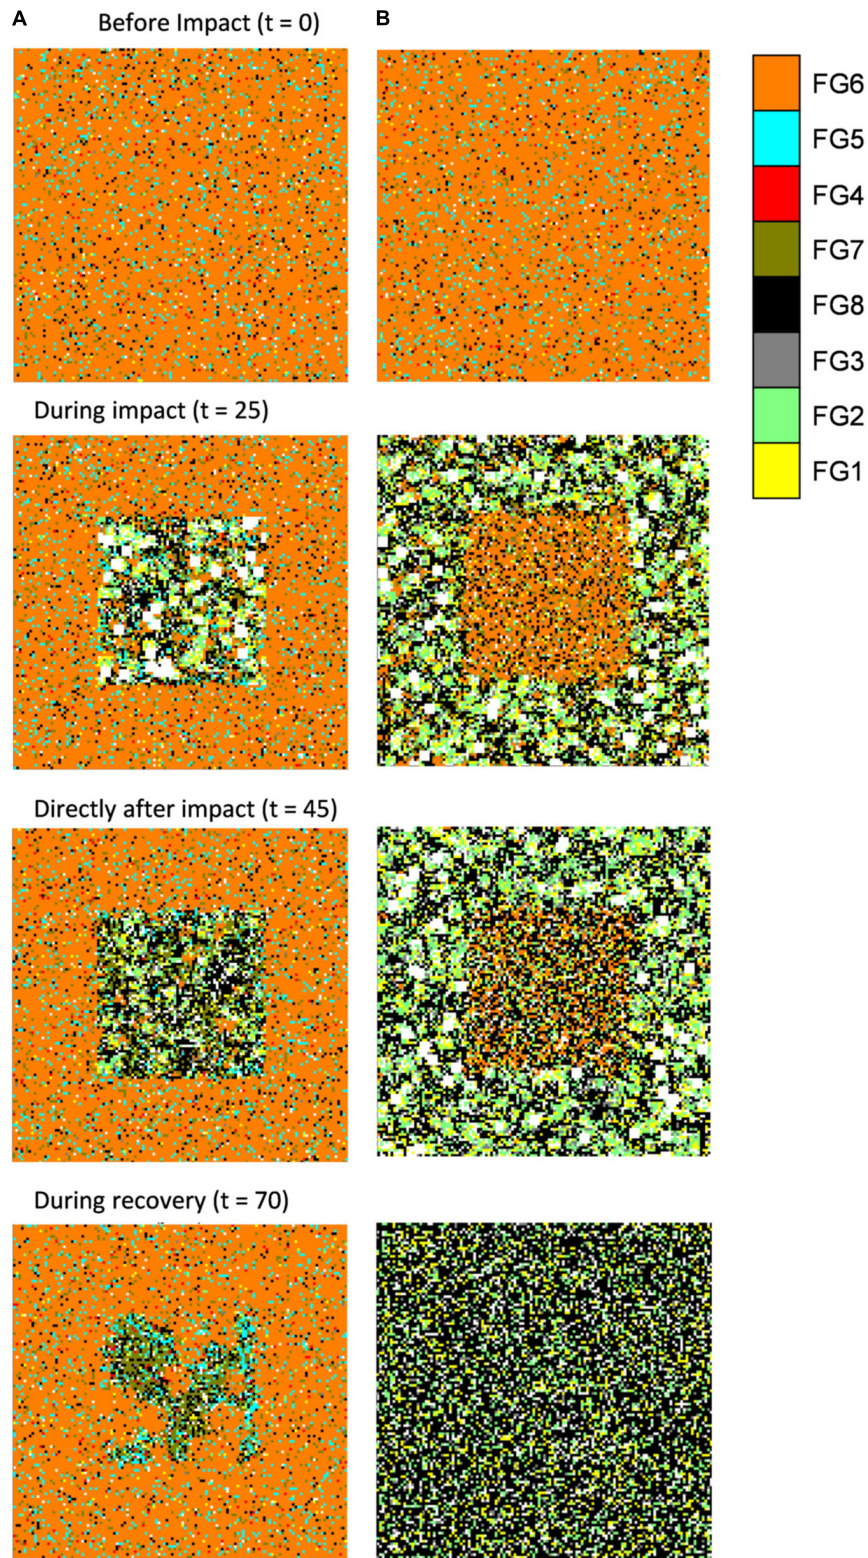 A
B
Before Impact (t = 0)
FG6
FG5
FG4
FG7
FG8
FG3
FG2
FG1
During impact (t = 25)
Directly after impact (t = 45)
During recovery (t = 70)